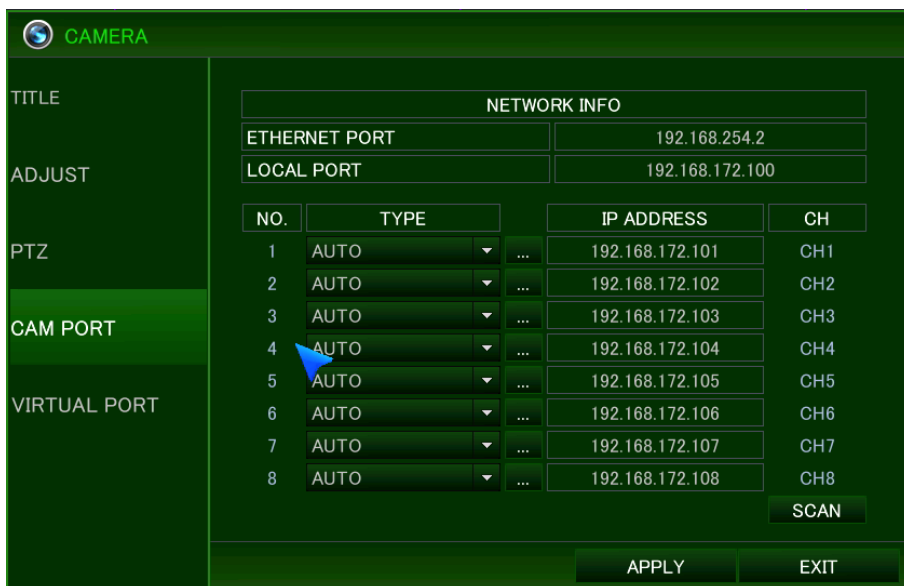 CAMERA
TITLE
ADJUST
PTZ
CAM PORT
VIRTUAL PORT
NETWORK INFO
ETHERNET PORT 192.168.254.2
LOCAL PORT 192.168.172.100
NO. TYPE IP ADDRESS CH
1 AUTO ... 192.168.172.101 CH1
2 AUTO ... 192.168.172.102 CH2
3 AUTO ... 192.168.172.103 CH3
4 AUTO ... 192.168.172.104 CH4
5 AUTO ... 192.168.172.105 CH5
6 AUTO ... 192.168.172.106 CH6
7 AUTO ... 192.168.172.107 CH7
8 AUTO ... 192.168.172.108 CH8
SCAN
APPLY EXIT